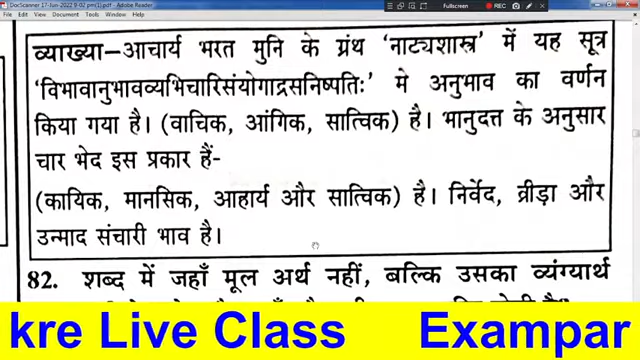 DocScanner 17-Jun-2022 9-02 pm(1).pdf - Adobe Reader
File Edit View Document Tools Window Help
Fullscreen
व्याख्या–आचार्य भरत मुनि के ग्रंथ 'नाट्यशास्त्र' में यह सूत्र
'विभावानुभावव्यभिचारिसंयोगाद्रसनिष्पतिः' मे अनुभाव का वर्णन
किया गया है। (वाचिक, आंगिक, सात्विक) है। भानुदत्त के अनुसार
चार भेद इस प्रकार हैं-
(कायिक, मानसिक, आहार्य और सात्विक) है। निर्वेद, व्रीड़ा और
उन्माद संचारी भाव है।
82. शब्द में जहाँ मूल अर्थ नहीं, बल्कि उसका व्यंग्यार्थ
kre Live Class Exampar